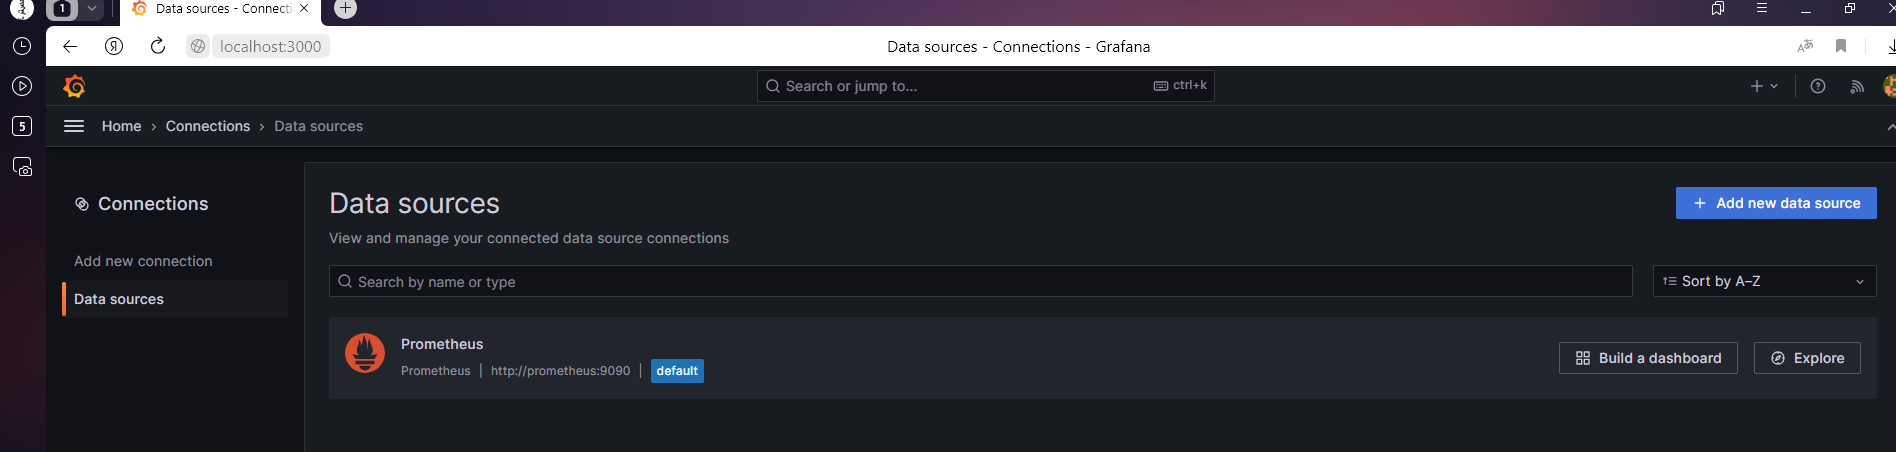 1
Data sources - Connecti
Я
localhost:3000
Data sources - Connections - Grafana
Search or jump to...
ctrl+k
5
Home › Connections › Data sources
Connections
Add new connection
Data sources
Data sources
Add new data source
View and manage your connected data source connections
Search by name or type
Sort by A–Z
Prometheus
Prometheus | http://prometheus:9090 | default
Build a dashboard
Explore